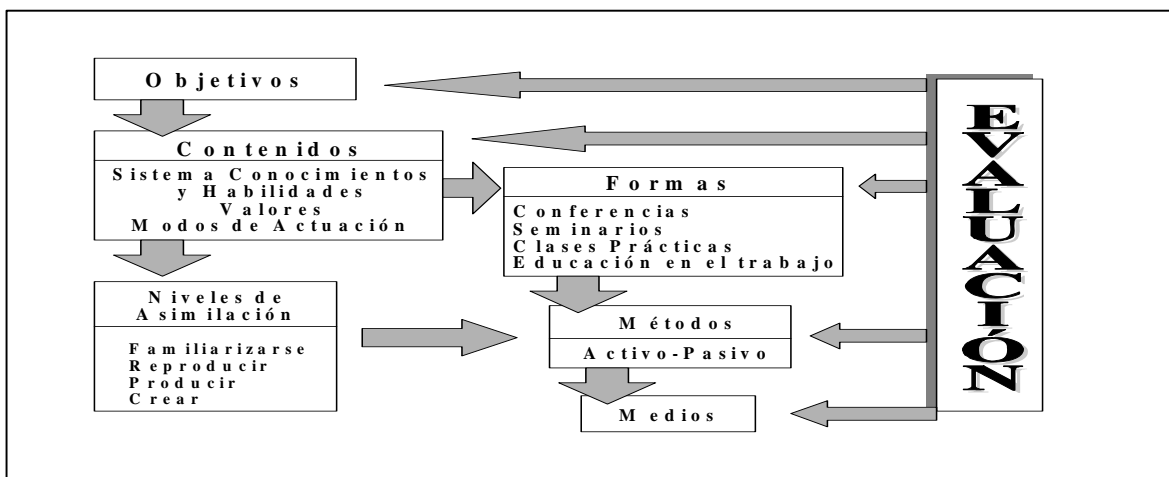 Objetivos
Contenidos
Sistema Conocimientos
y Habilidades
Valores
Modos de Actuación
Niveles de
Asimilación
Familiarizarse
Reproducir
Producir
Crear
Formas
Conferencias
Seminarios
Clases Prácticas
Educación en el trabajo
Métodos
Activo-Pasivo
Medios
EVALUACIÓN